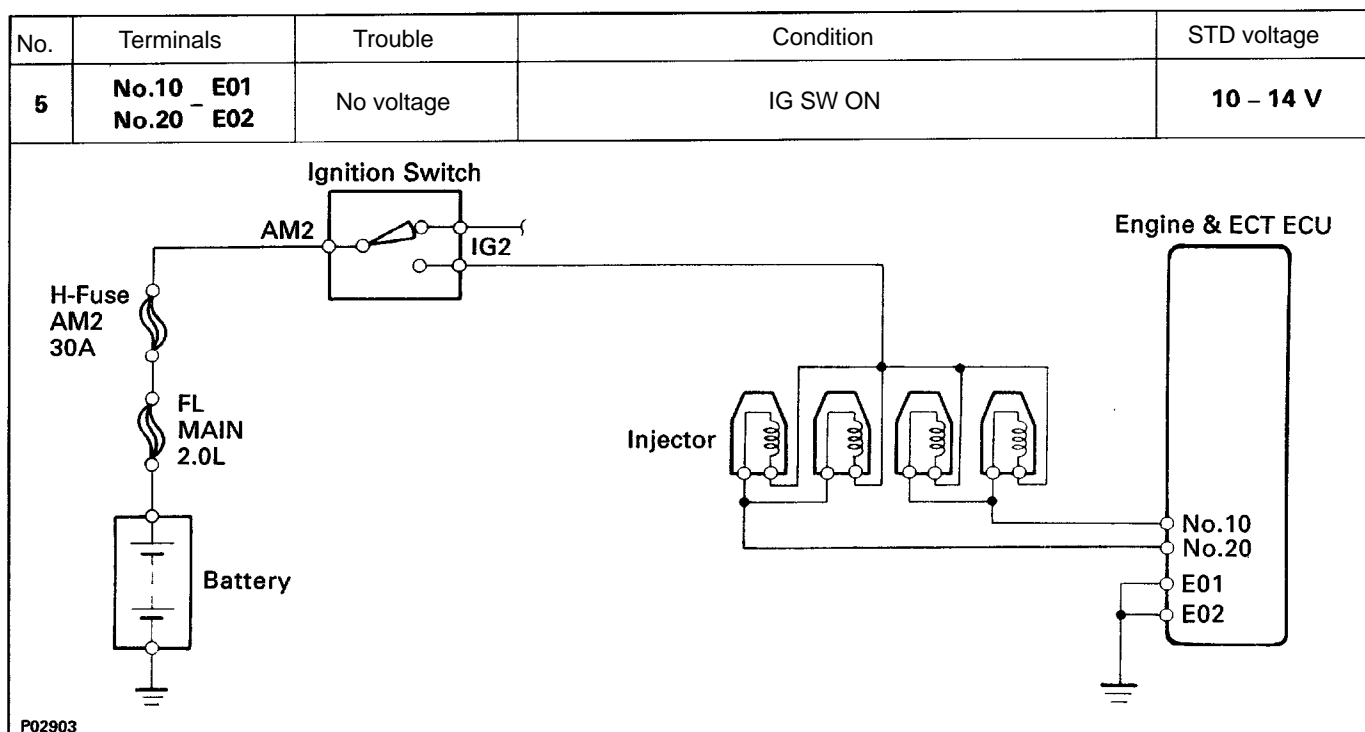 No. Terminals Trouble Condition STD voltage
5 No.10 – E01 No voltage IG SW ON 10 – 14 V
No.20 E02
Ignition Switch
AM2
IG2
Engine & ECT ECU
H-Fuse
AM2
30A
FL
MAIN
2.0L
Injector
No.10
No.20
Battery
E01
E02
P02903